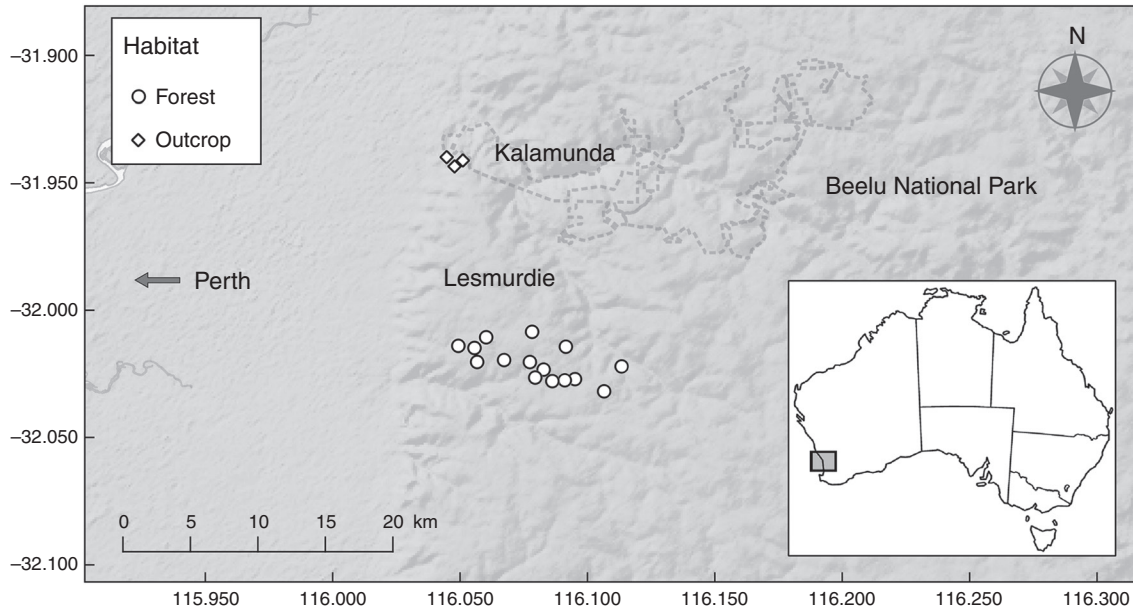 Habitat
Forest
Outcrop
N
Kalamunda
Beelu National Park
Perth
Lesmurdie
0 5 10 15 20 km
–31.900
–31.950
–32.000
–32.050
–32.100
115.950 116.000 116.050 116.100 116.150 116.200 116.250 116.300